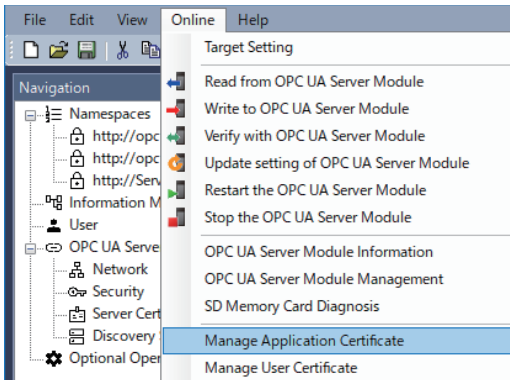 File Edit View Online Help
Target Setting
Navigation
Read from OPC UA Server Module
Namespaces
Write to OPC UA Server Module
http://opc
Verify with OPC UA Server Module
http://opc
Update setting of OPC UA Server Module
http://Serv
Restart the OPC UA Server Module
Information M
Stop the OPC UA Server Module
User
OPC UA Serve
OPC UA Server Module Information
Network
OPC UA Server Module Management
Security
SD Memory Card Diagnosis
Server Cert
Discovery
Manage Application Certificate
Optional Oper
Manage User Certificate